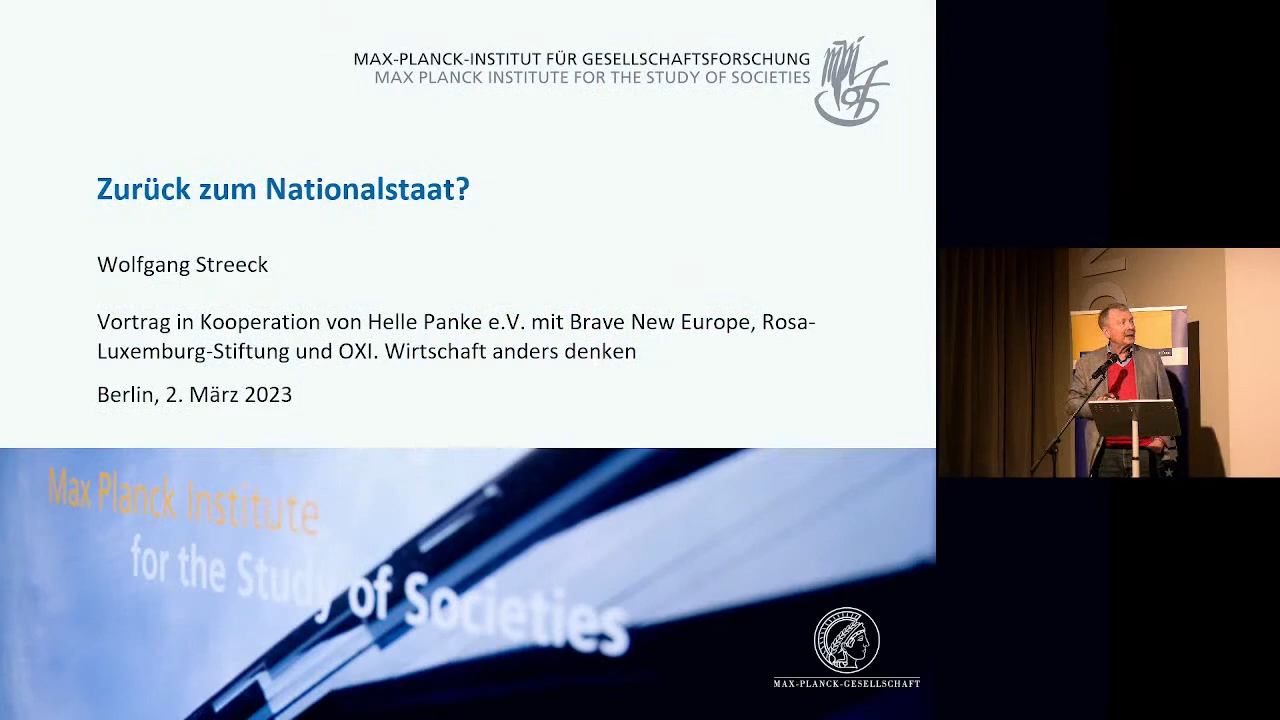 MAX-PLANCK-INSTITUT FÜR GESELLSCHAFTSFORSCHUNG
MAX PLANCK INSTITUTE FOR THE STUDY OF SOCIETIES
Zurück zum Nationalstaat?
Wolfgang Streeck
Vortrag in Kooperation von Helle Panke e.V. mit Brave New Europe, Rosa-
Luxemburg-Stiftung und OXI. Wirtschaft anders denken
Berlin, 2. März 2023
Max Planck Institute
for the Study of Societies
MAX-PLANCK-GESELLSCHAFT